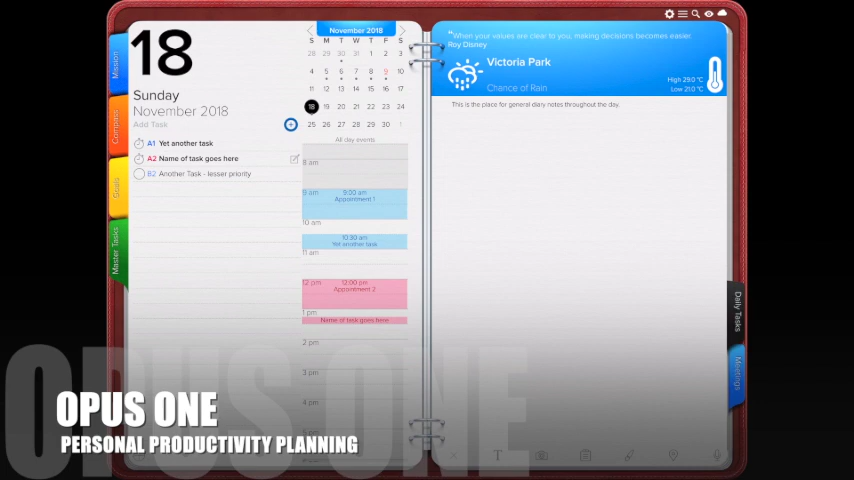 18
Sunday
November 2018
Add Task
A1 Yet another task
A2 Name of task goes here
B2 Another Task - lesser priority
November 2018
S M T W T F S
28 29 30 31 1 2 3
4 5 6 7 8 9 10
11 12 13 14 15 16 17
18 19 20 21 22 23 24
25 26 27 28 29 30 1
All day events
8 am
9 am
9:00 am
Appointment 1
10 am
10:30 am
Yet another task
11 am
12 pm
12:00 pm
Appointment 2
1 pm
Name of task goes here
2 pm
3 pm
4 pm
5 pm
Mission
Compass
Goals
Master Tasks
"When your values are clear to you, making decisions becomes easier.
Roy Disney
Victoria Park
Chance of Rain
High 29.0 °C
Low 21.0 °C
This is the place for general diary notes throughout the day.
Daily Tasks
Meetings
T
OPUS ONE
OPUS ONE
PERSONAL PRODUCTIVITY PLANNING